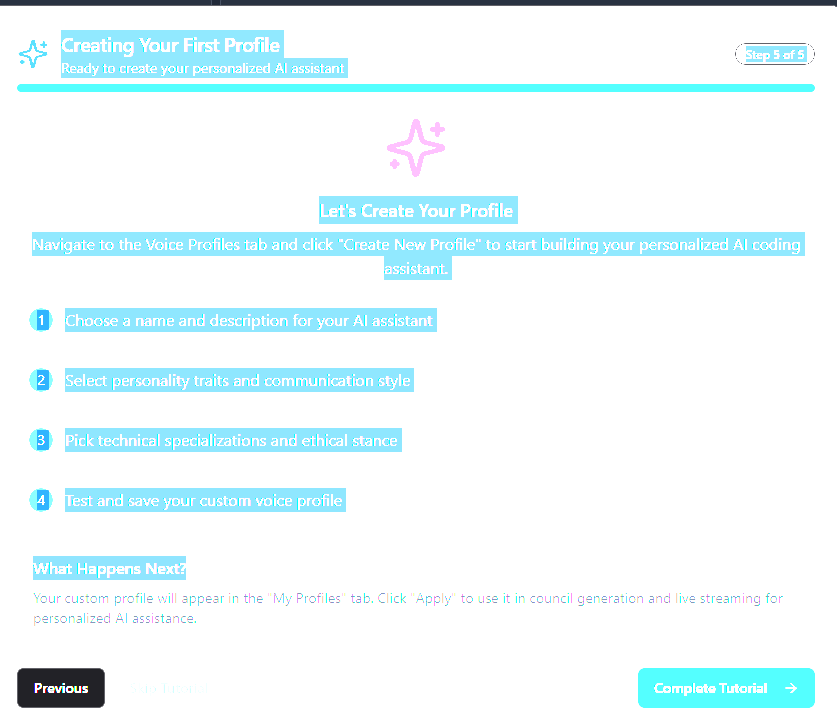 Creating Your First Profile
Ready to create your personalized AI assistant
Step 5 of 5
Let's Create Your Profile
Navigate to the Voice Profiles tab and click "Create New Profile" to start building your personalized AI coding
assistant.
1 Choose a name and description for your AI assistant
2 Select personality traits and communication style
3 Pick technical specializations and ethical stance
4 Test and save your custom voice profile
What Happens Next?
Your custom profile will appear in the "My Profiles" tab. Click "Apply" to use it in council generation and live streaming for
personalized AI assistance.
Previous
Complete Tutorial →